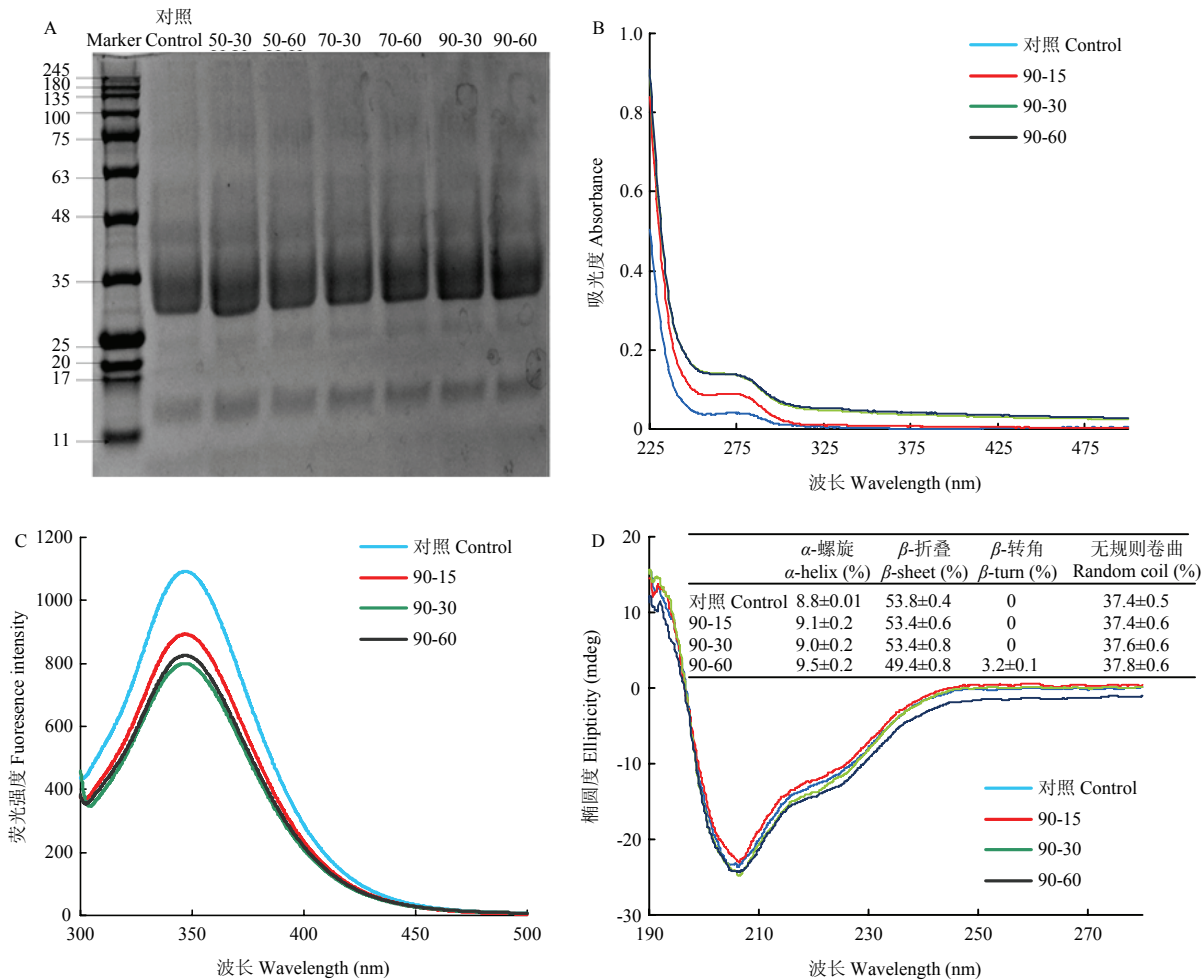 A
对照
Marker Control 50-30 50-60 70-30 70-60 90-30 90-60
245
180
135
100
75
63
48
35
25
20
17
11
B
对照 Control
90-15
90-30
90-60
1.0
0.8
0.6
0.4
0.2
0
225 275 325 375 425 475
吸光度 Absorbance
波长 Wavelength (nm)
C
对照 Control
90-15
90-30
90-60
1200
1000
800
600
400
200
0
300 350 400 450 500
荧光强度 Fuoresence intensity
波长 Wavelength (nm)
D
α-螺旋 β-折叠 β-转角 无规则卷曲
α-helix (%) β-sheet (%) β-turn (%) Random coil (%)
对照 Control 8.8±0.01 53.8±0.4 0 37.4±0.5
90-15 9.1±0.2 53.4±0.6 0 37.4±0.6
90-30 9.0±0.2 53.4±0.8 0 37.6±0.6
90-60 9.5±0.2 49.4±0.8 3.2±0.1 37.8±0.6
对照 Control
90-15
90-30
90-60
20
10
0
-10
-20
-30
190 210 230 250 270
椭圆度 Ellipticity (mdeg)
波长 Wavelength (nm)